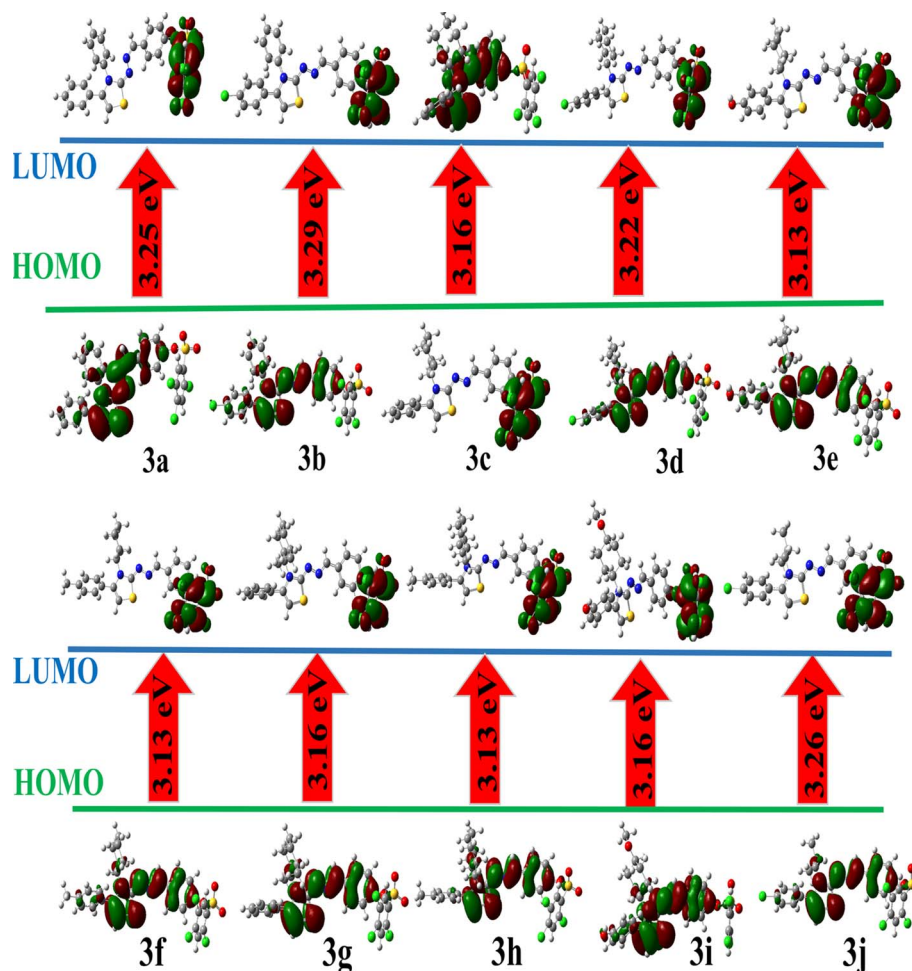 LUMO
3.25 eV
3.29 eV
3.16 eV
3.22 eV
3.13 eV
HOMO
3a
3b
3c
3d
3e
LUMO
3.13 eV
3.16 eV
3.13 eV
3.16 eV
3.26 eV
HOMO
3f
3g
3h
3i
3j